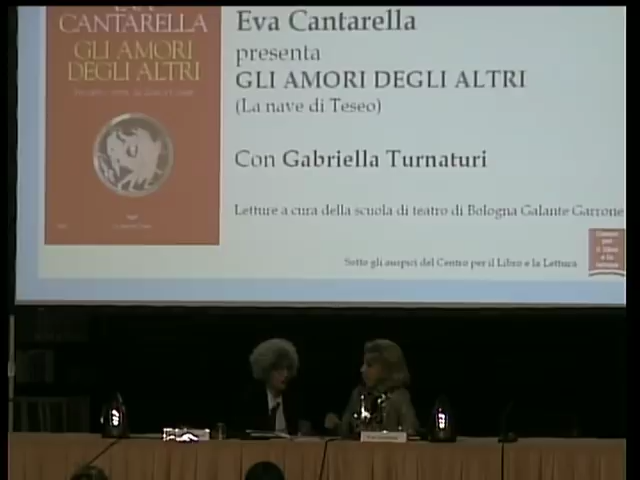 EVA
CANTARELLA
GLI AMORI
DEGLI ALTRI
Eva Cantarella
presenta
GLI AMORI DEGLI ALTRI
(La nave di Teseo)
Con Gabriella Turnaturi
Letture a cura della scuola di teatro di Bologna Galante Garrone
Sotto gli auspici del Centro per il Libro e la Lettura